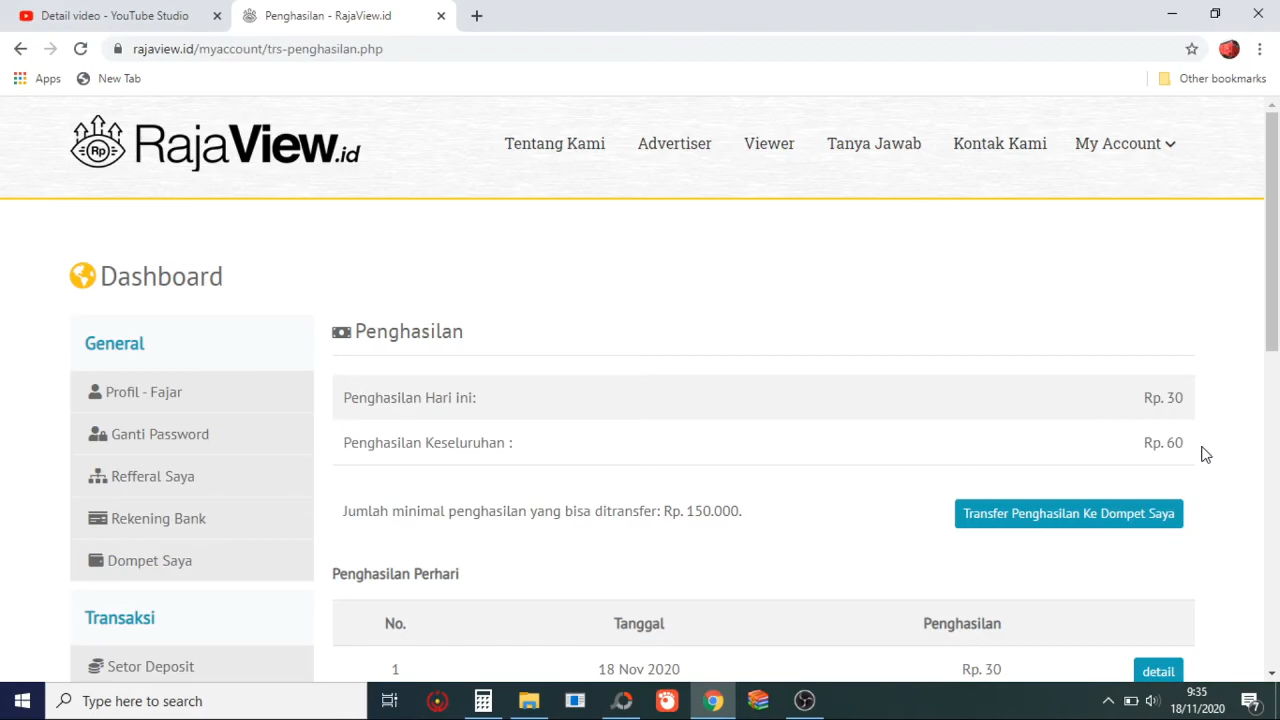 Detail video - YouTube Studio
Penghasilan - RajaView.id
rajaview.id/myaccount/trs-penghasilan.php
Apps
New Tab
Other bookmarks
Rp
RajaView.id
Tentang Kami
Advertiser
Viewer
Tanya Jawab
Kontak Kami
My Account
Dashboard
General
Profil - Fajar
Ganti Password
Refferal Saya
Rekening Bank
Dompet Saya
Transaksi
Setor Deposit
Penghasilan
Penghasilan Hari ini: Rp. 30
Penghasilan Keseluruhan : Rp. 60
Jumlah minimal penghasilan yang bisa ditransfer: Rp. 150.000.
Transfer Penghasilan Ke Dompet Saya
Penghasilan Perhari
No. Tanggal Penghasilan
1 18 Nov 2020 Rp. 30 detail
Type here to search
9:35
18/11/2020
7